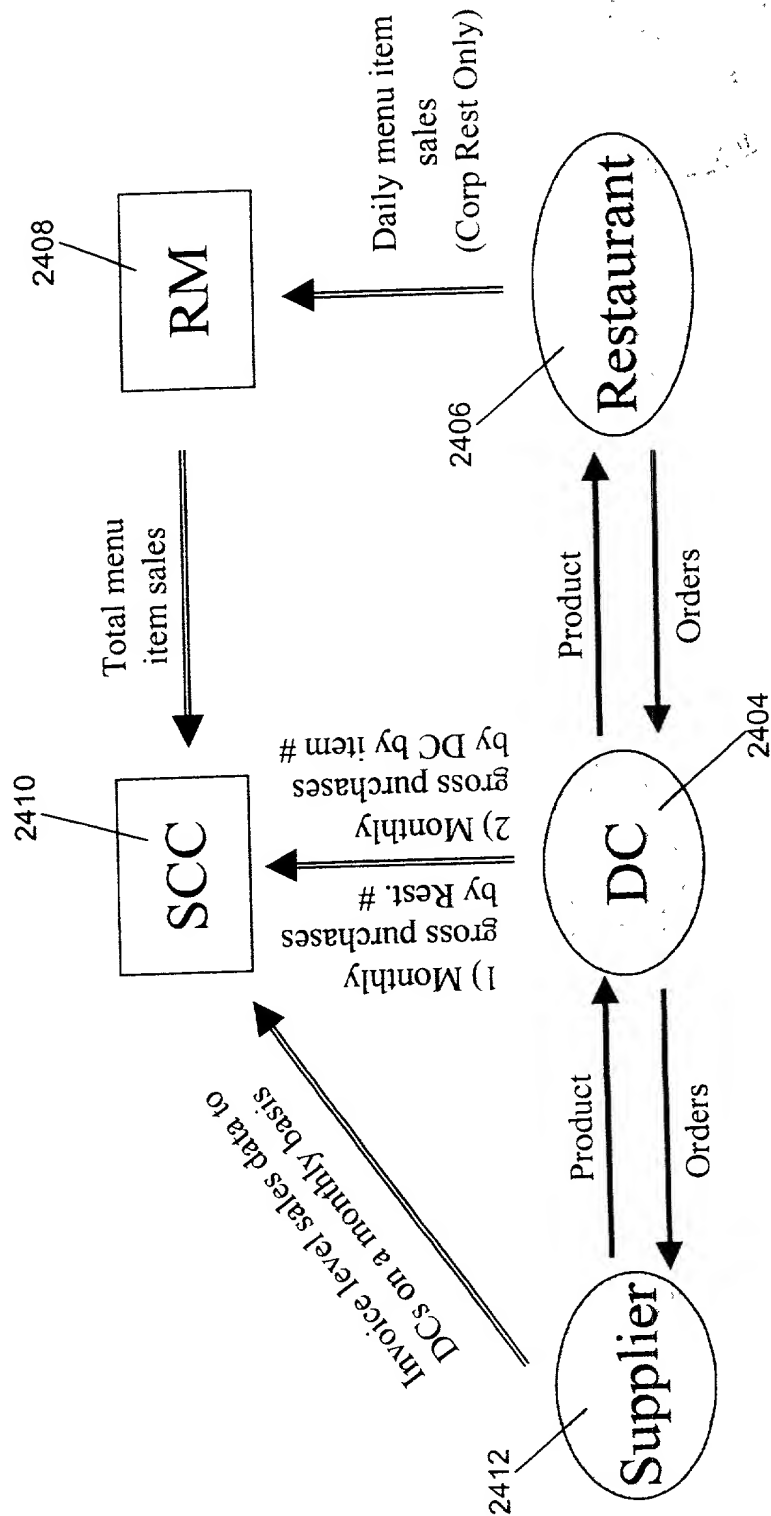 2410
SCC
Total menu
item sales
2408
RM
Invoice level sales data to
DCs on a monthly basis
1) Monthly
gross purchases
by Rest. #
2) Monthly
gross purchases
by DC by item #
Daily menu item
sales
(Corp Rest Only)
2412
Supplier
Product
Orders
DC
2404
Product
Orders
2406
Restaurant